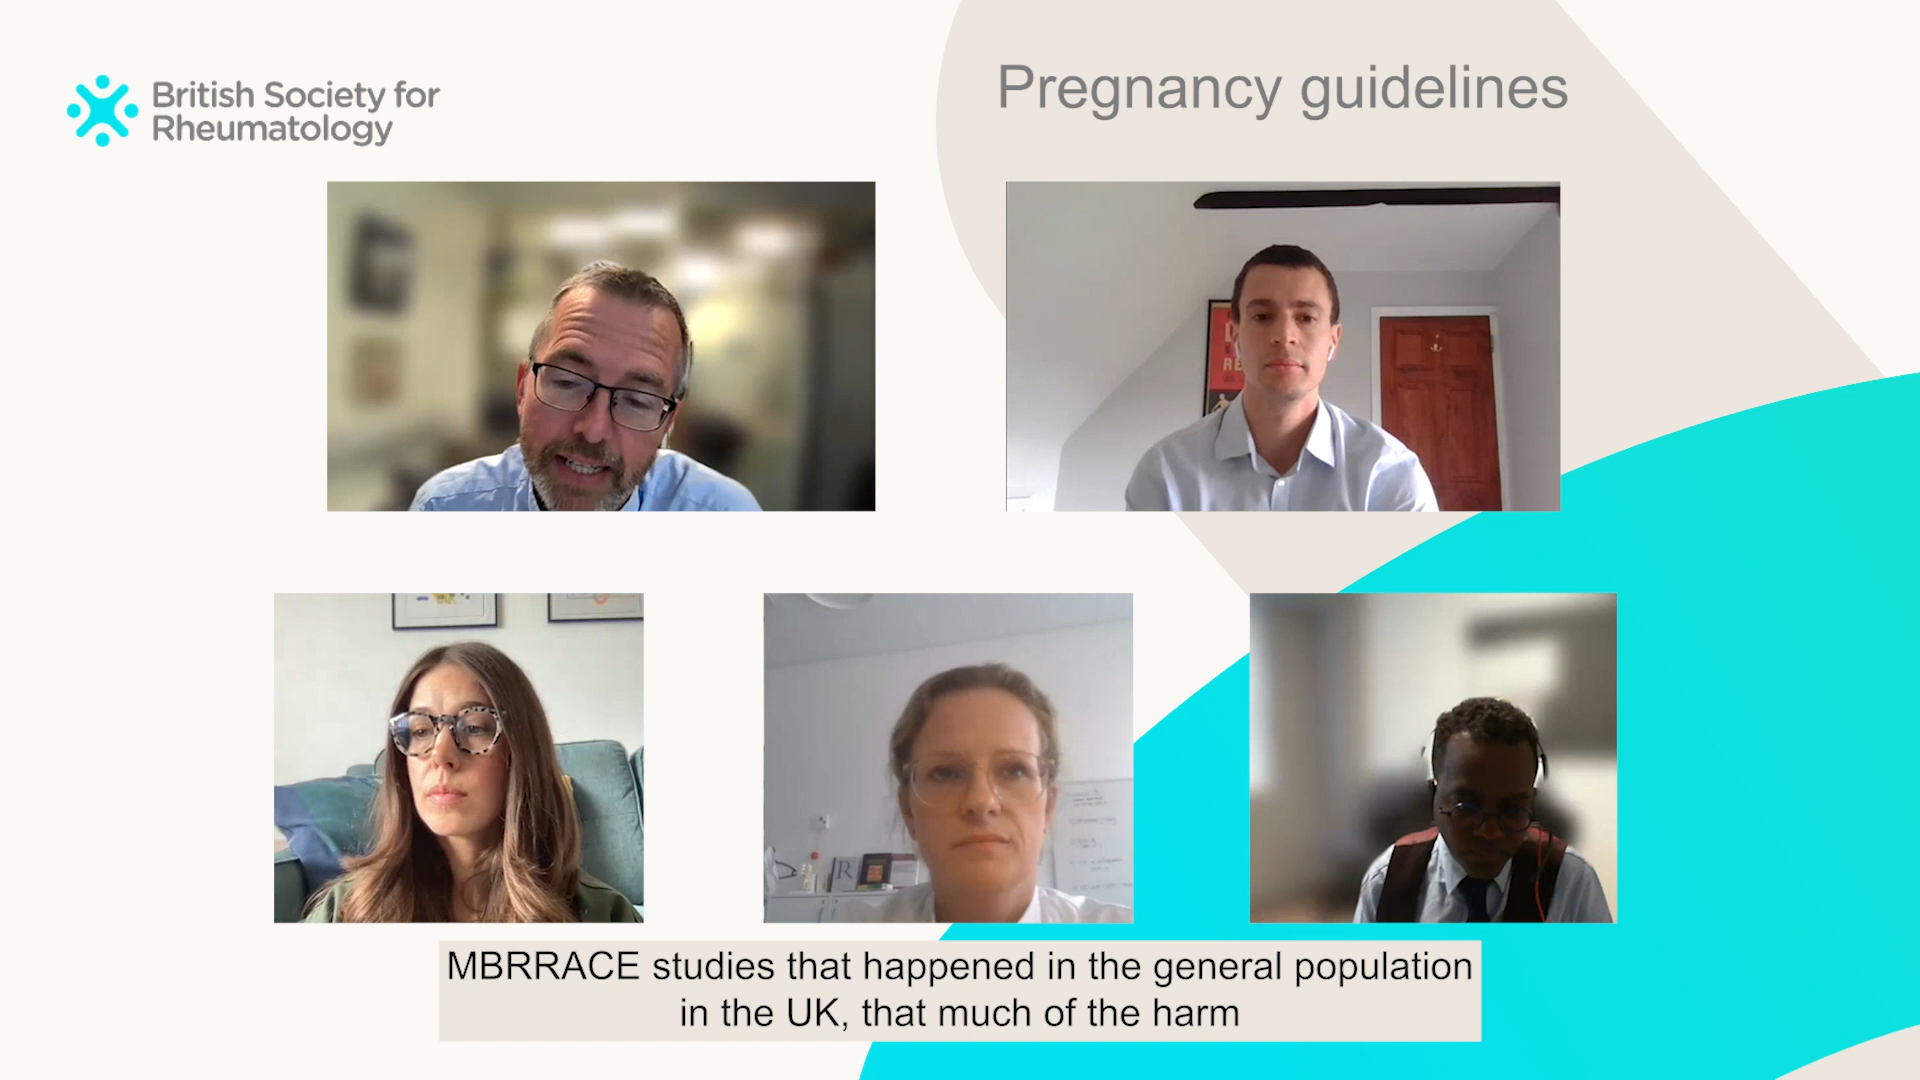 British Society for
Rheumatology
Pregnancy guidelines
RE
R
MBRRACE studies that happened in the general population
in the UK, that much of the harm